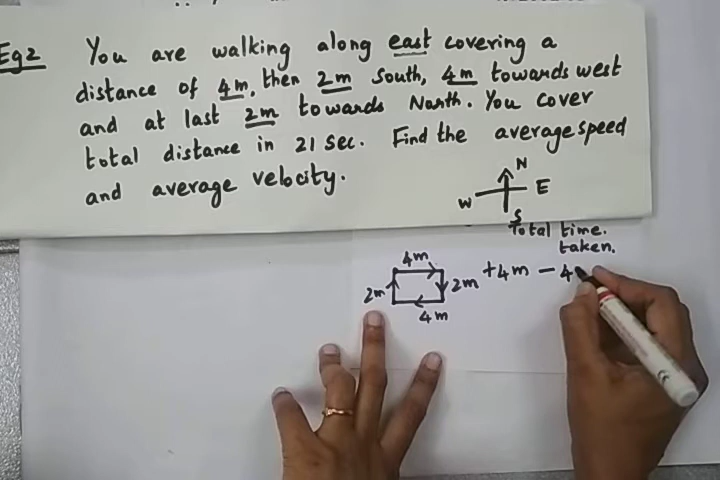 Eg2 You are walking along east covering a
distance of 4m, then 2m South, 4m towards west
and at last 2m towards North. You cover
total distance in 21 sec. Find the average speed
and average velocity.
N
W E
S
Total time.
taken.
4m
2m 2m +4m - 4
4m